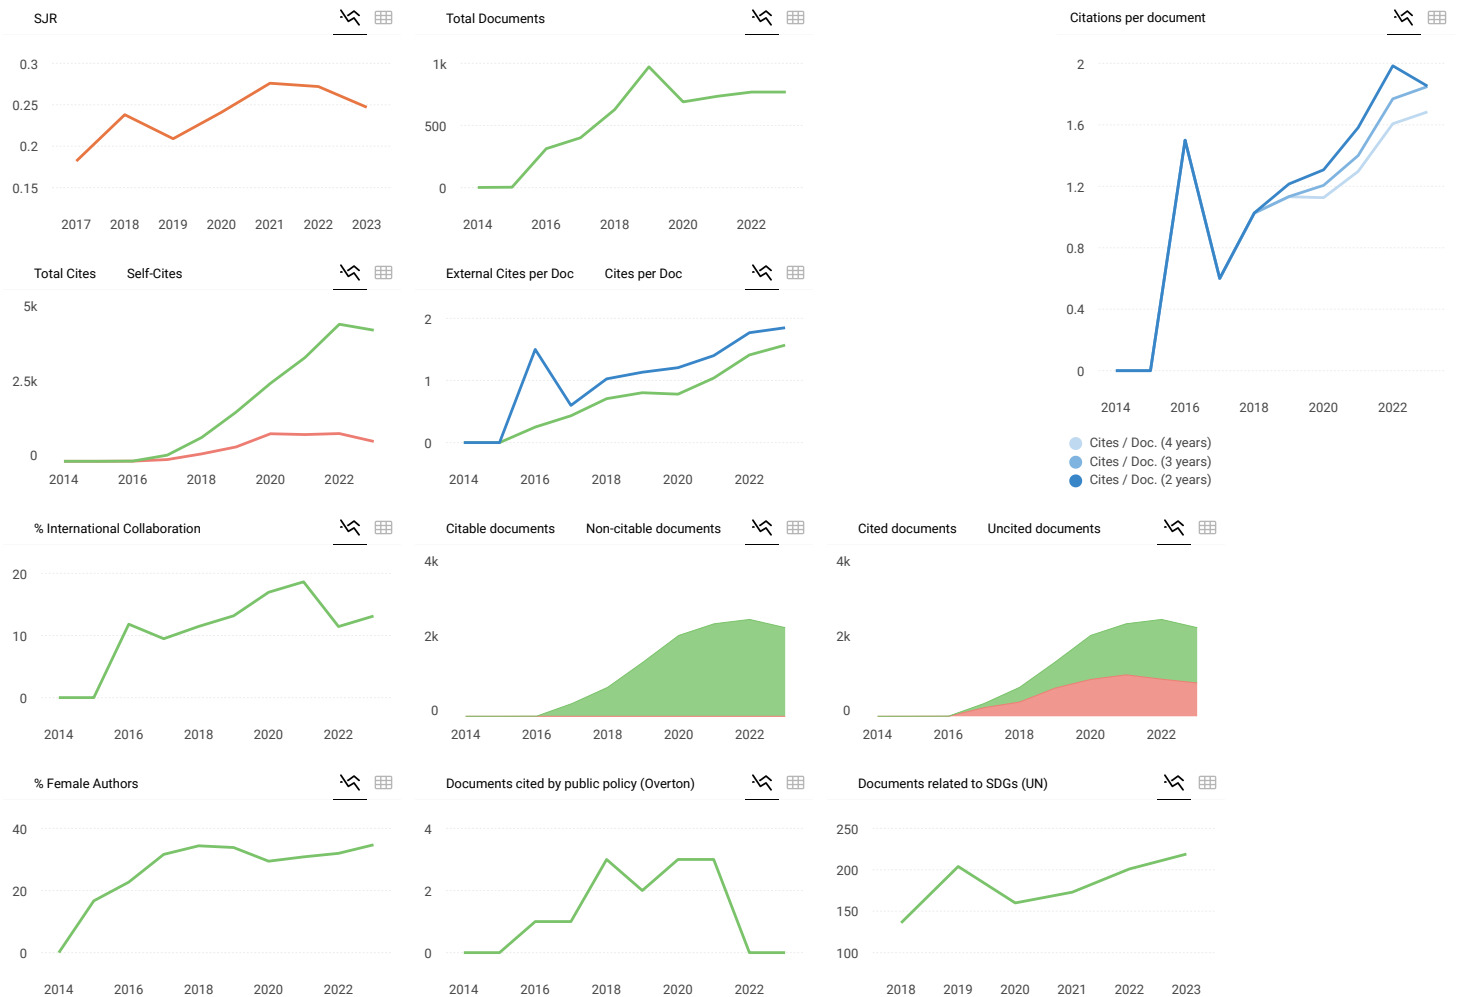 SJR
0.3
0.25
0.2
0.15
2017 2018 2019 2020 2021 2022 2023
Total Documents
1k
500
0
2014 2016 2018 2020 2022
Citations per document
2
1.6
1.2
0.8
0.4
0
2014 2016 2018 2020 2022
Cites / Doc. (4 years)
Cites / Doc. (3 years)
Cites / Doc. (2 years)
Total Cites Self-Cites
5k
2.5k
0
2014 2016 2018 2020 2022
External Cites per Doc Cites per Doc
2
1
0
2014 2016 2018 2020 2022
% International Collaboration
20
10
0
2014 2016 2018 2020 2022
Citable documents Non-citable documents
4k
2k
0
2014 2016 2018 2020 2022
Cited documents Uncited documents
4k
2k
0
2014 2016 2018 2020 2022
% Female Authors
40
20
0
2014 2016 2018 2020 2022
Documents cited by public policy (Overton)
4
2
0
2014 2016 2018 2020 2022
Documents related to SDGs (UN)
250
200
150
100
2018 2019 2020 2021 2022 2023